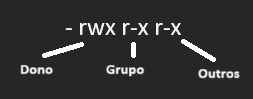 - rwx r-x r-x
Dono
Grupo
Outros